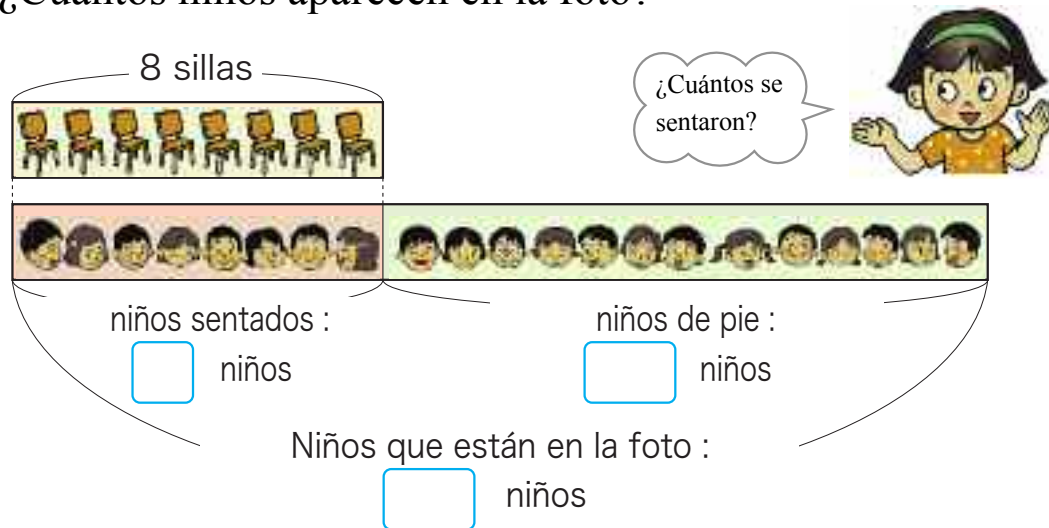 ¿Cuántos niños aparecen en la foto?
8 sillas
¿Cuántos se
sentaron?
niños sentados :
niños
niños de pie :
niños
Niños que están en la foto :
niños